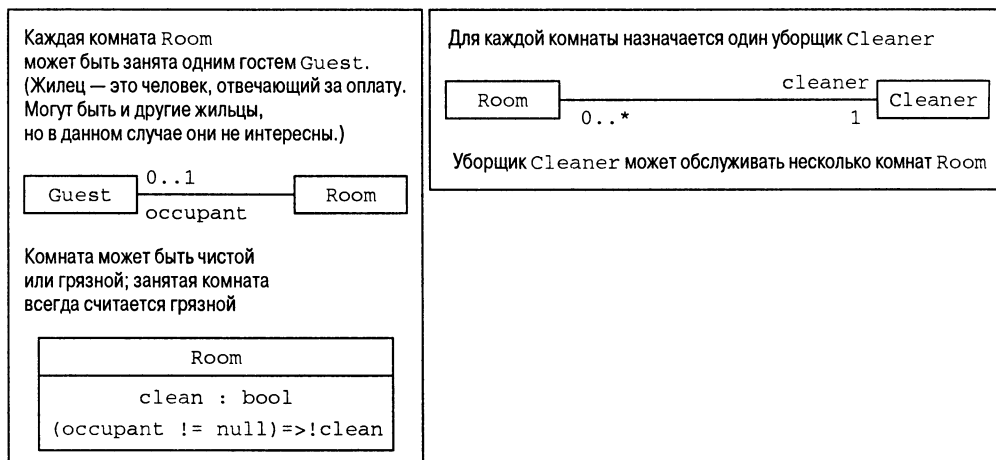 Каждая комната Room
может быть занята одним гостем Guest.
(Жилец — это человек, отвечающий за оплату.
Могут быть и другие жильцы,
но в данном случае они не интересны.)
Guest
0..1
occupant
Room
Комната может быть чистой
или грязной; занятая комната
всегда считается грязной
Room
clean : bool
(occupant != null)=>!clean
Для каждой комнаты назначается один уборщик Cleaner
Room
0..*
cleaner
1
Cleaner
Уборщик Cleaner может обслуживать несколько комнат Room